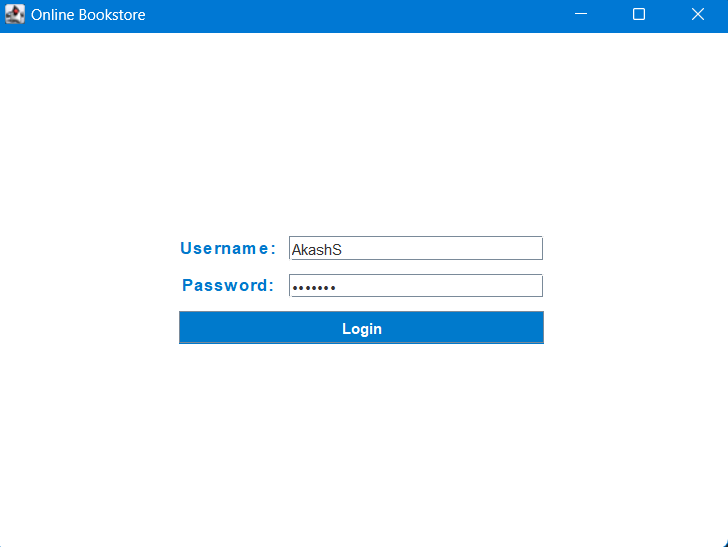 Online Bookstore
Username: AkashS
Password: •••••••
Login